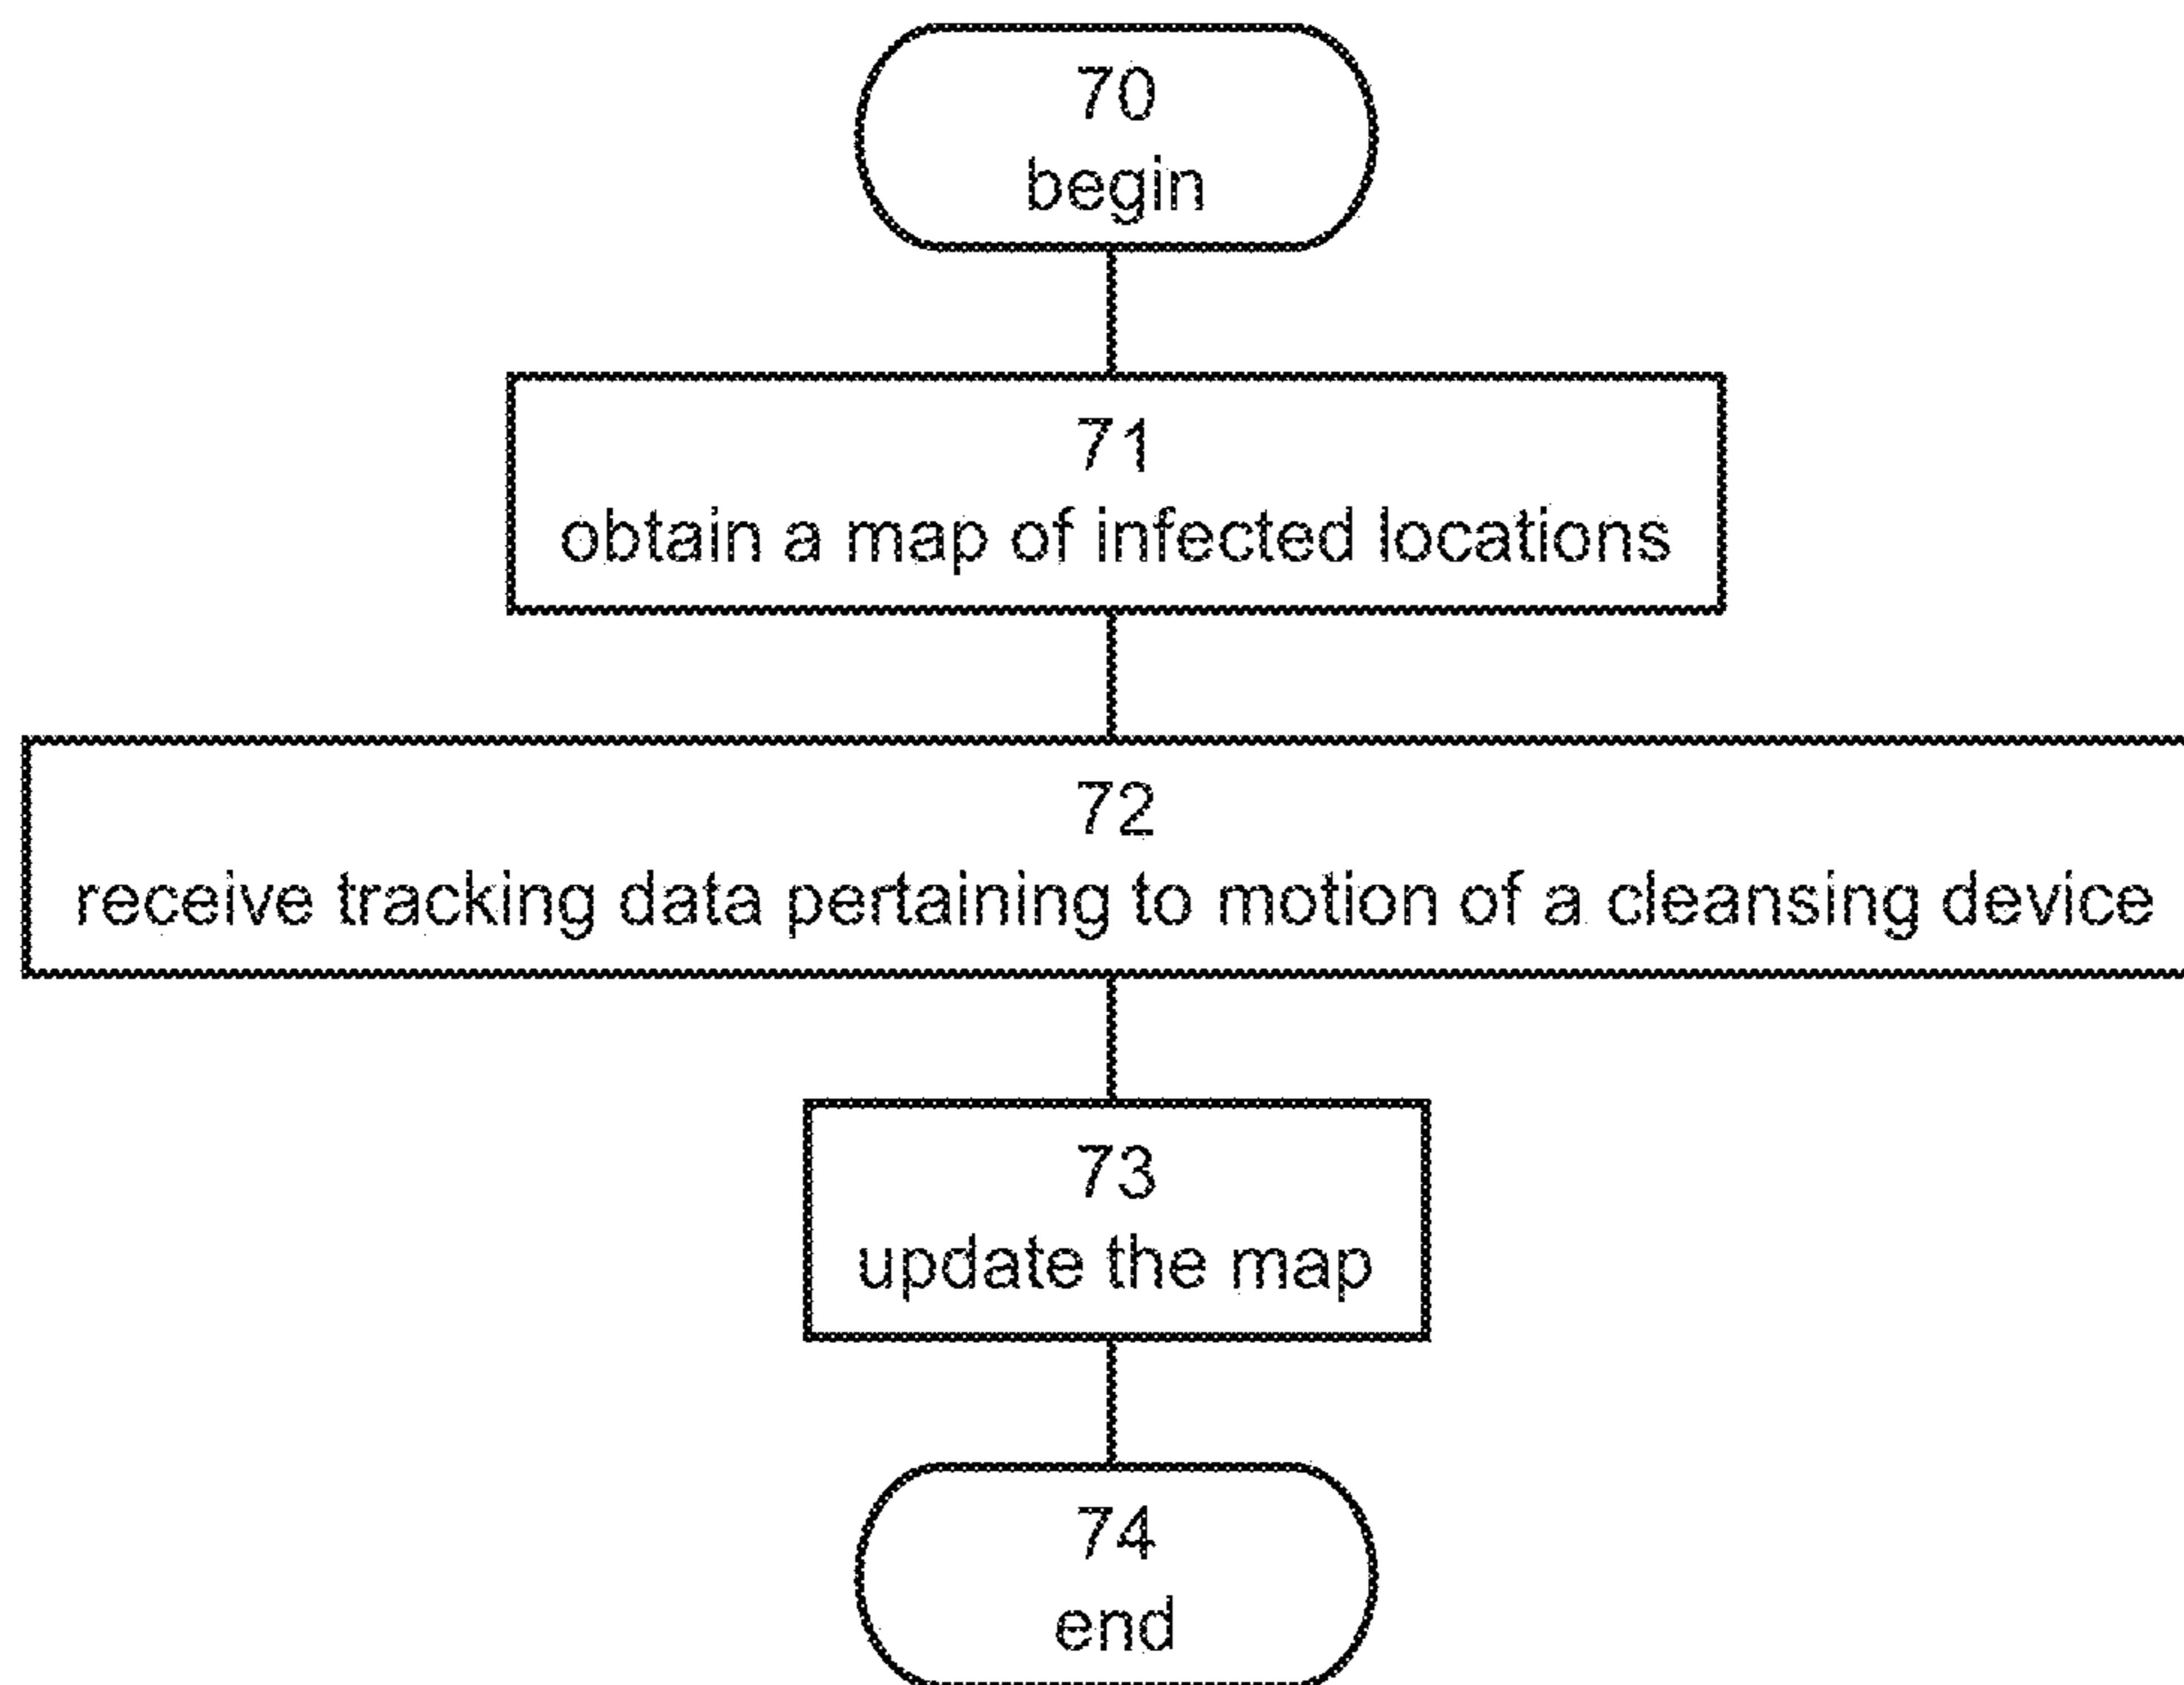 70
begin
71
obtain a map of infected locations
72
receive tracking data pertaining to motion of a cleansing device
73
update the map
74
end